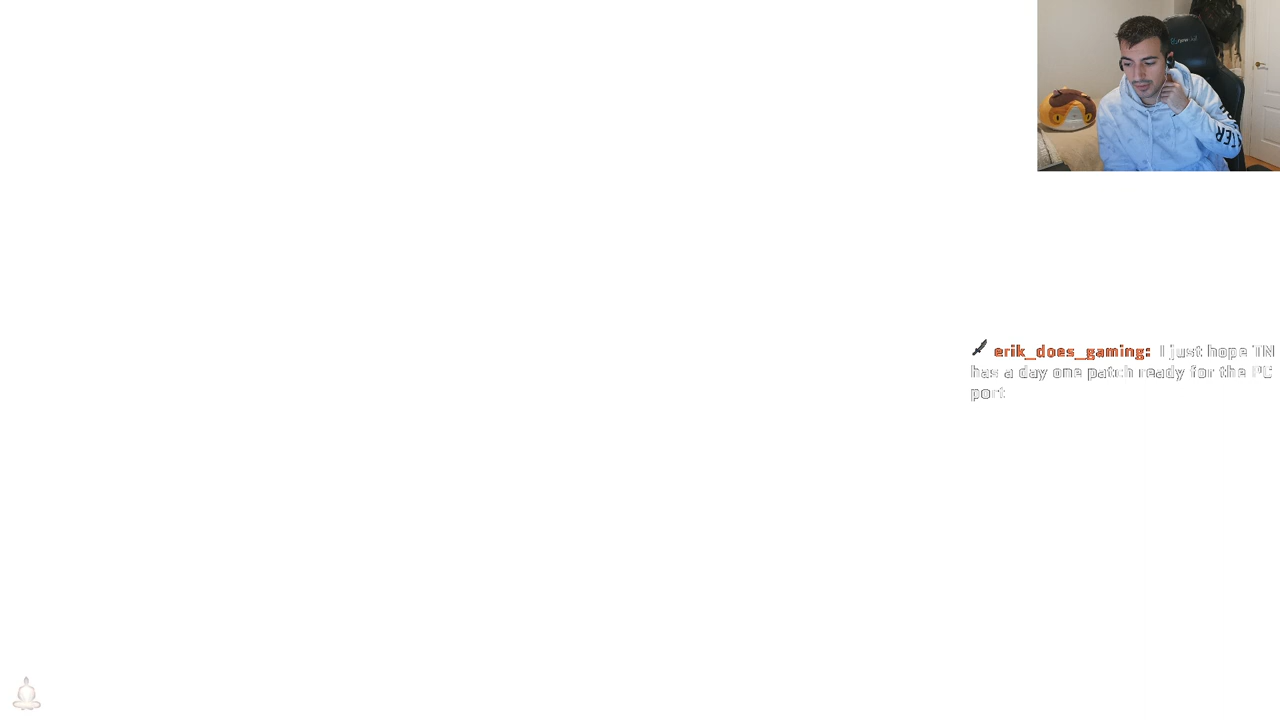 erik_does_gaming: I just hope TN
has a day one patch ready for the PC
port